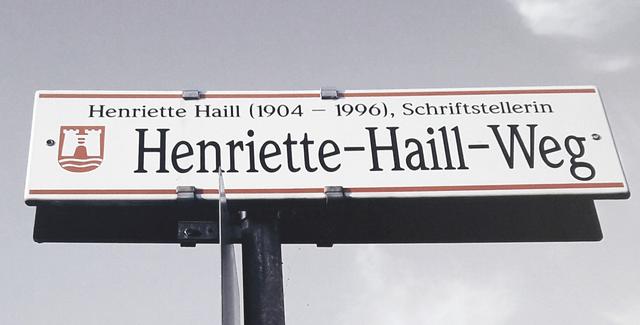 Henriette Haill (1904 – 1996), Schriftstellerin
Henriette-Haill-Weg